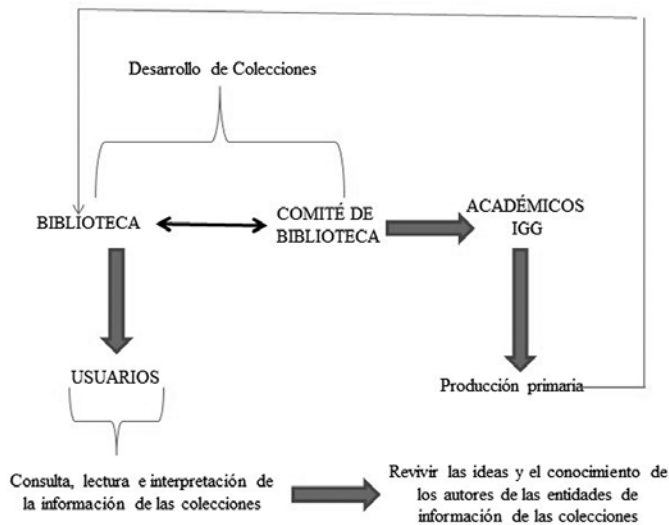 Desarrollo de Colecciones
BIBLIOTECA
COMITÉ DE
BIBLIOTECA
ACADÉMICOS
IGG
USUARIOS
Producción primaria
Consulta, lectura e interpretación de
la información de las colecciones
Revivir las ideas y el conocimiento de
los autores de las entidades de
información de las colecciones